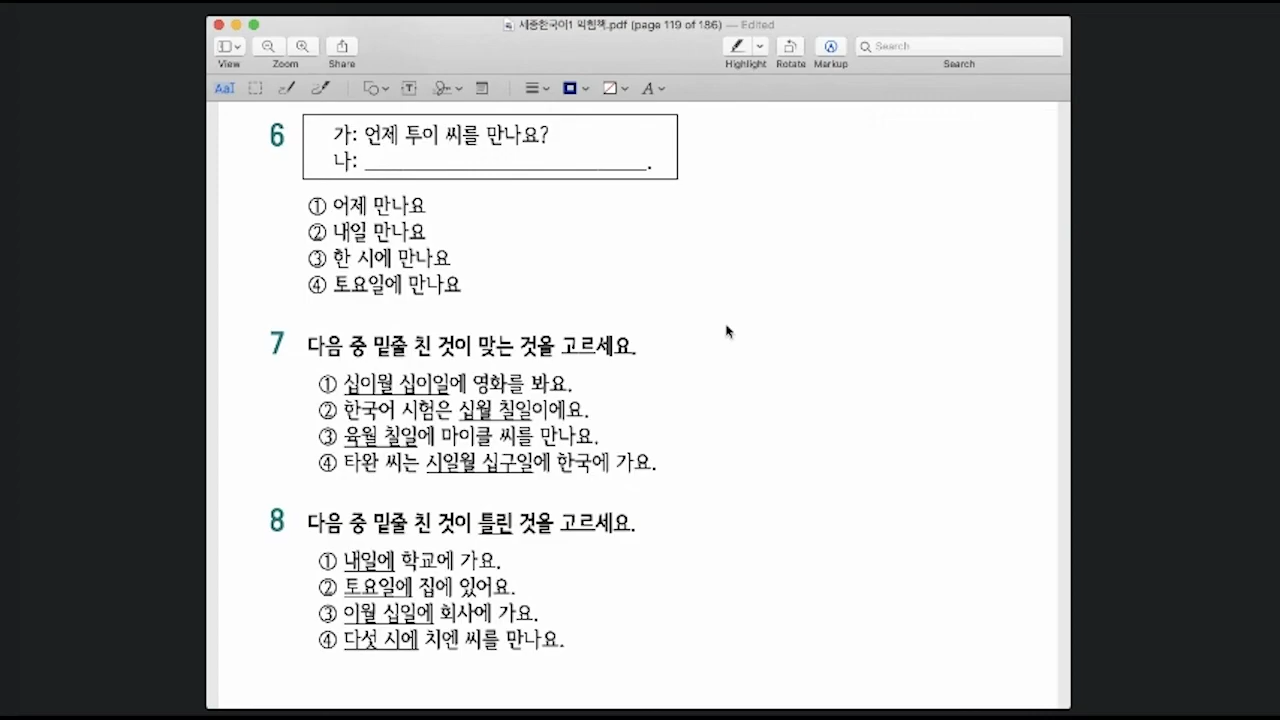 세종한국어1 익힘책.pdf (page 119 of 186) — Edited
View
Zoom
Share
Highlight
Rotate
Markup
Search
Search
AaI
T
A
6
가: 언제 투이 씨를 만나요?
나: ______________________________.
① 어제 만나요
② 내일 만나요
③ 한 시에 만나요
④ 토요일에 만나요
7 다음 중 밑줄 친 것이 맞는 것을 고르세요.
① 십이월 십이일에 영화를 봐요.
② 한국어 시험은 십월 칠일이에요.
③ 육월 칠일에 마이클 씨를 만나요.
④ 타완 씨는 시일월 십구일에 한국에 가요.
8 다음 중 밑줄 친 것이 틀린 것을 고르세요.
① 내일에 학교에 가요.
② 토요일에 집에 있어요.
③ 이월 십일에 회사에 가요.
④ 다섯 시에 치엔 씨를 만나요.